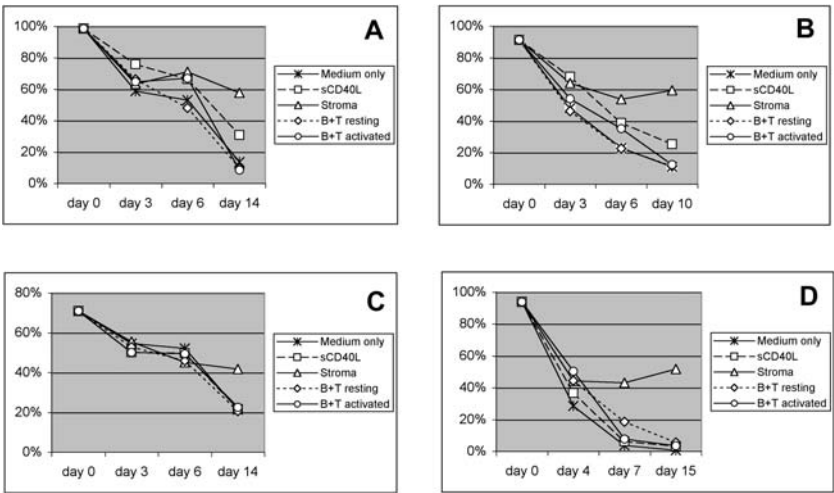 A
100%
80%
60%
40%
20%
0%
day 0 day 3 day 6 day 14
Medium only
sCD40L
Stroma
B+T resting
B+T activated
B
100%
80%
60%
40%
20%
0%
day 0 day 3 day 6 day 10
Medium only
sCD40L
Stroma
B+T resting
B+T activated
C
80%
60%
40%
20%
0%
day 0 day 3 day 6 day 14
Medium only
sCD40L
Stroma
B+T resting
B+T activated
D
100%
80%
60%
40%
20%
0%
day 0 day 4 day 7 day 15
Medium only
sCD40L
Stroma
B+T resting
B+T activated